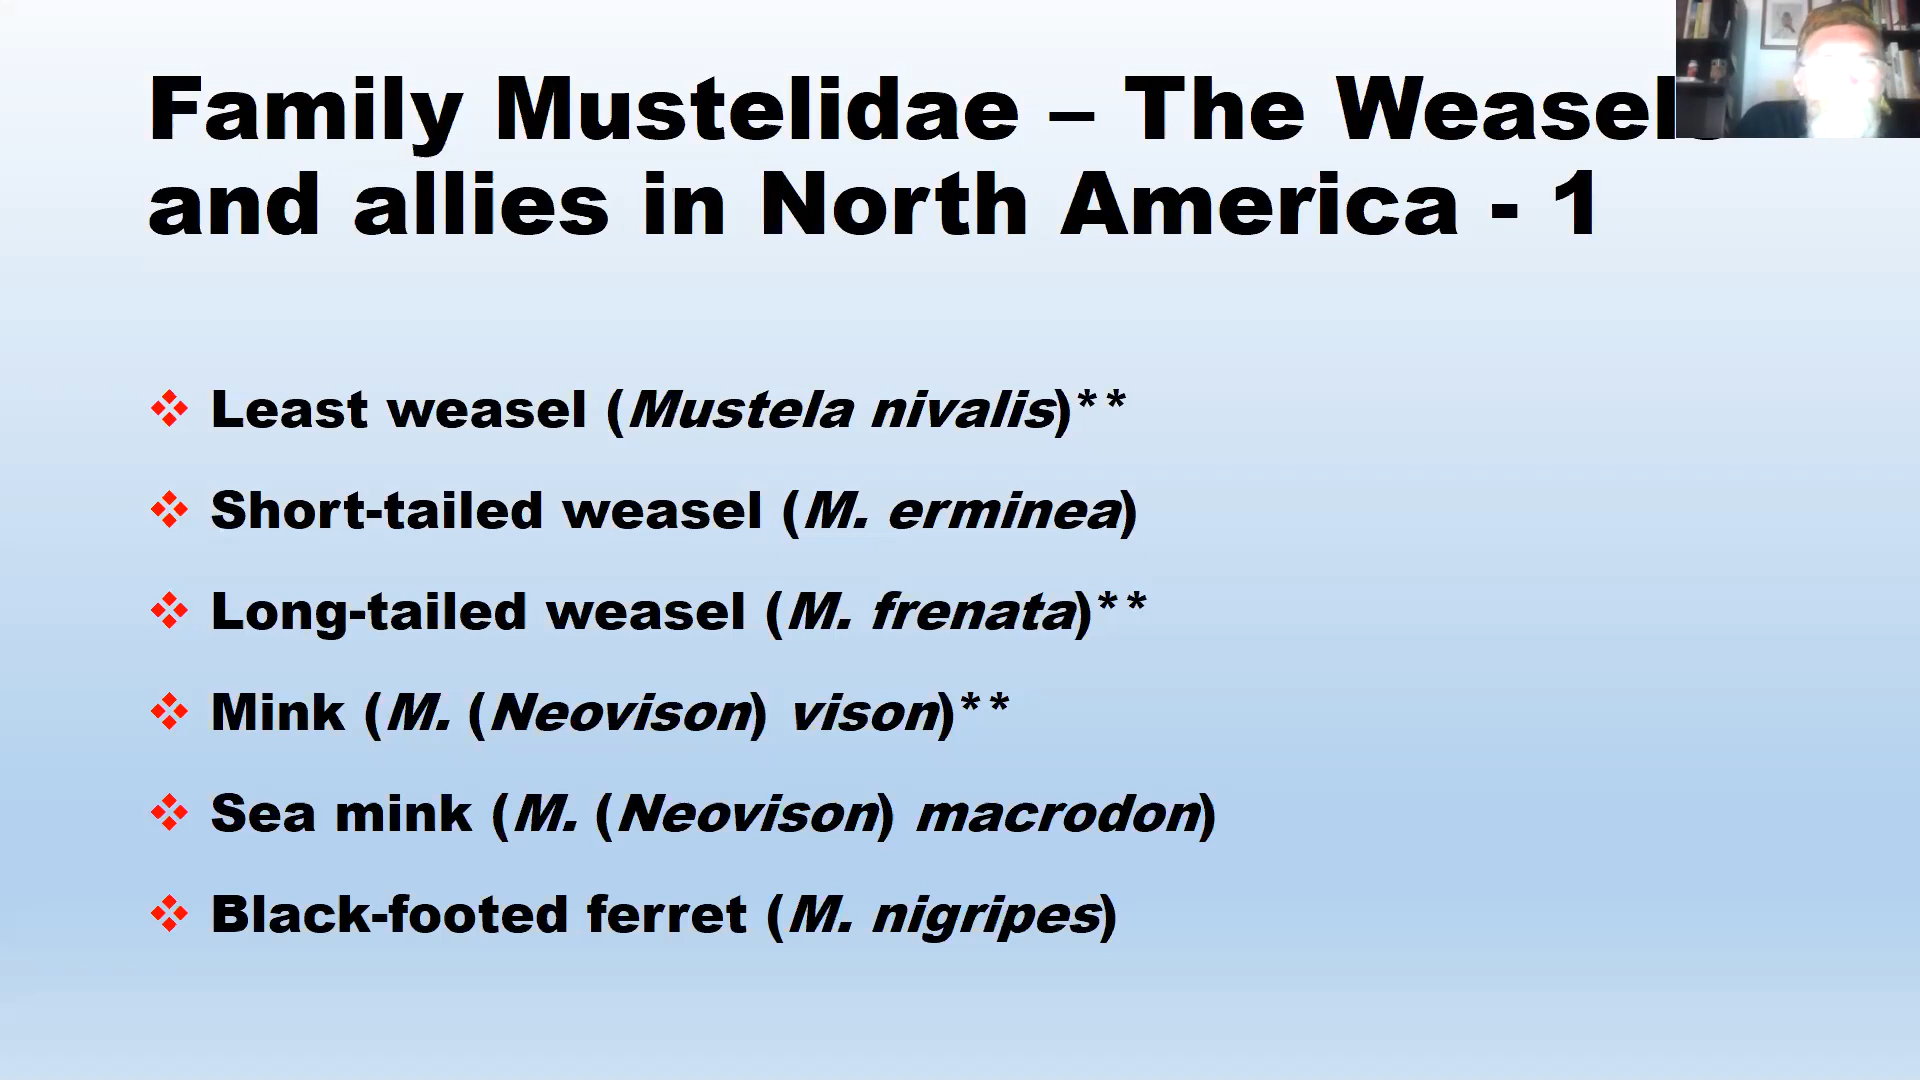 Family Mustelidae – The Weasels
and allies in North America - 1
❖ Least weasel (Mustela nivalis)**
❖ Short-tailed weasel (M. erminea)
❖ Long-tailed weasel (M. frenata)**
❖ Mink (M. (Neovison) vison)**
❖ Sea mink (M. (Neovison) macrodon)
❖ Black-footed ferret (M. nigripes)